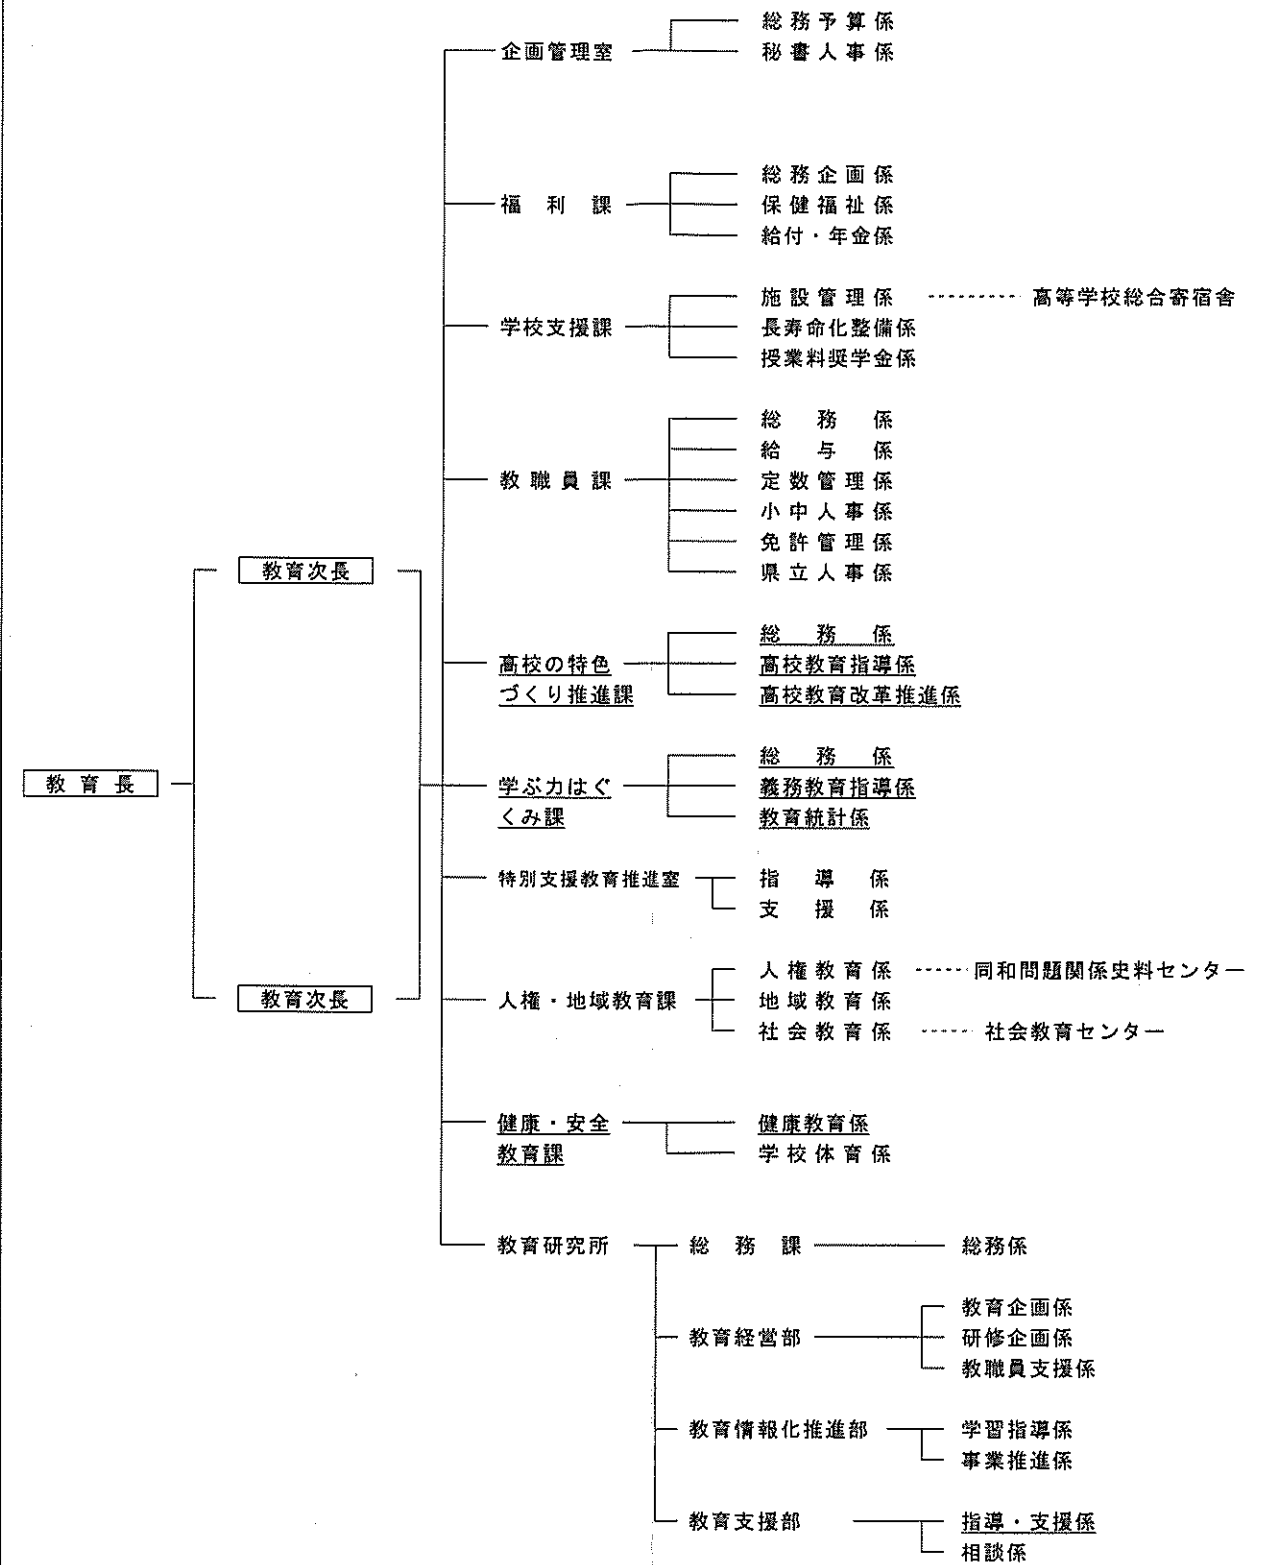 総務予算係
企画管理室
秘書人事係
総務企画係
福利課
保健福祉係
給付・年金係
施設管理係
高等学校総合寄宿舎
学校支援課
長寿命化整備係
授業料奨学金係
総務係
給与係
教職員課
定数管理係
小中人事係
免許管理係
県立人事係
教育次長
総務係
高校の特色
高校教育指導係
づくり推進課
高校教育改革推進係
総務係
教育長
学ぶ力はぐ
義務教育指導係
くみ課
教育統計係
特別支援教育推進室
指導係
支援係
人権教育係
同和問題関係史料センター
教育次長
人権・地域教育課
地域教育係
社会教育係
社会教育センター
健康・安全
健康教育係
教育課
学校体育係
教育研究所
総務課
総務係
教育企画係
教育経営部
研修企画係
教職員支援係
教育情報化推進部
学習指導係
事業推進係
教育支援部
指導・支援係
相談係